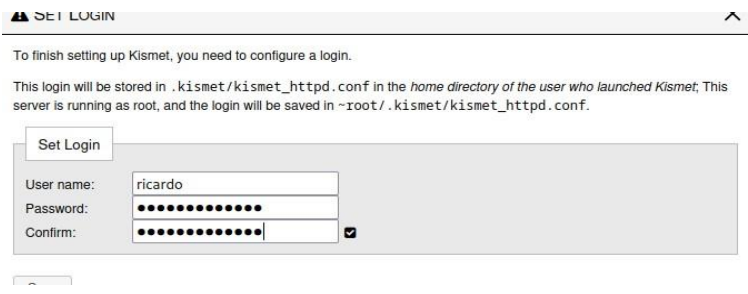 SET LOGIN
To finish setting up Kismet, you need to configure a login.
This login will be stored in .kismet/kismet_httpd.conf in the home directory of the user who launched Kismet; This
server is running as root, and the login will be saved in ~root/.kismet/kismet_httpd.conf.
Set Login
User name: ricardo
Password: •••••••••••••
Confirm: •••••••••••••